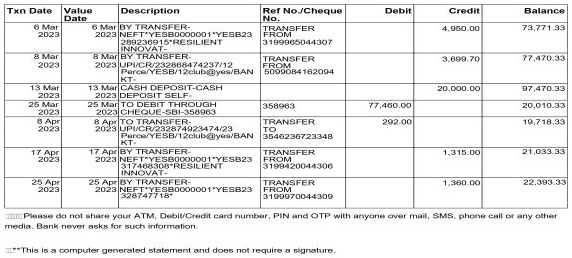 Txn Date Value Date Description Ref No./Cheque No. Debit Credit Balance
6 Mar 2023 6 Mar 2023 BY TRANSFER-NEFT*YESB0000001*YESB23289236915*RESILIENT INNOVAT- TRANSFER FROM 3199965044307 4,950.00 73,771.33
8 Mar 2023 8 Mar 2023 BY TRANSFER-UPI/CR/232868474237/12 Perce/YESB/12club@yes/BANKT- TRANSFER FROM 5099084162094 3,699.70 77,470.33
13 Mar 2023 13 Mar 2023 CASH DEPOSIT-CASH DEPOSIT SELF- 20,000.00 97,470.33
25 Mar 2023 25 Mar 2023 TO DEBIT THROUGH CHEQUE-SBI-358963 358963 77,460.00 20,010.33
8 Apr 2023 8 Apr 2023 TO TRANSFER-UPI/CR/232874923474/23 Perce/YESB/12club@yes/BANKT- TRANSFER TO 3546236723348 292.00 19,718.33
17 Apr 2023 17 Apr 2023 BY TRANSFER-NEFT*YESB0000001*YESB23317468308*RESILIENT INNOVAT- TRANSFER FROM 3199420044306 1,315.00 21,033.33
25 Apr 2023 25 Apr 2023 BY TRANSFER-NEFT*YESB0000001*YESB23328747718* TRANSFER FROM 3199970044309 1,360.00 22,393.33
Please do not share your ATM, Debit/Credit card number, PIN and OTP with anyone over mail, SMS, phone call or any other
media. Bank never asks for such information.
**This is a computer generated statement and does not require a signature.